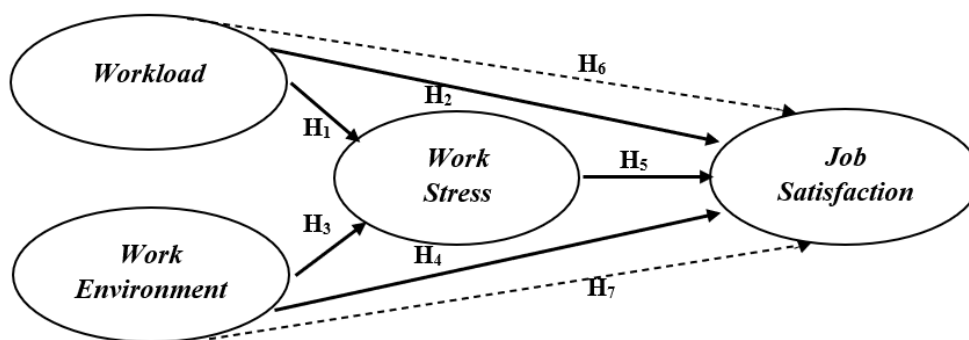 Workload
H₆
H₂
H₁
Work
Stress
H₅
Job
Satisfaction
H₃
Work
Environment
H₄
H₇